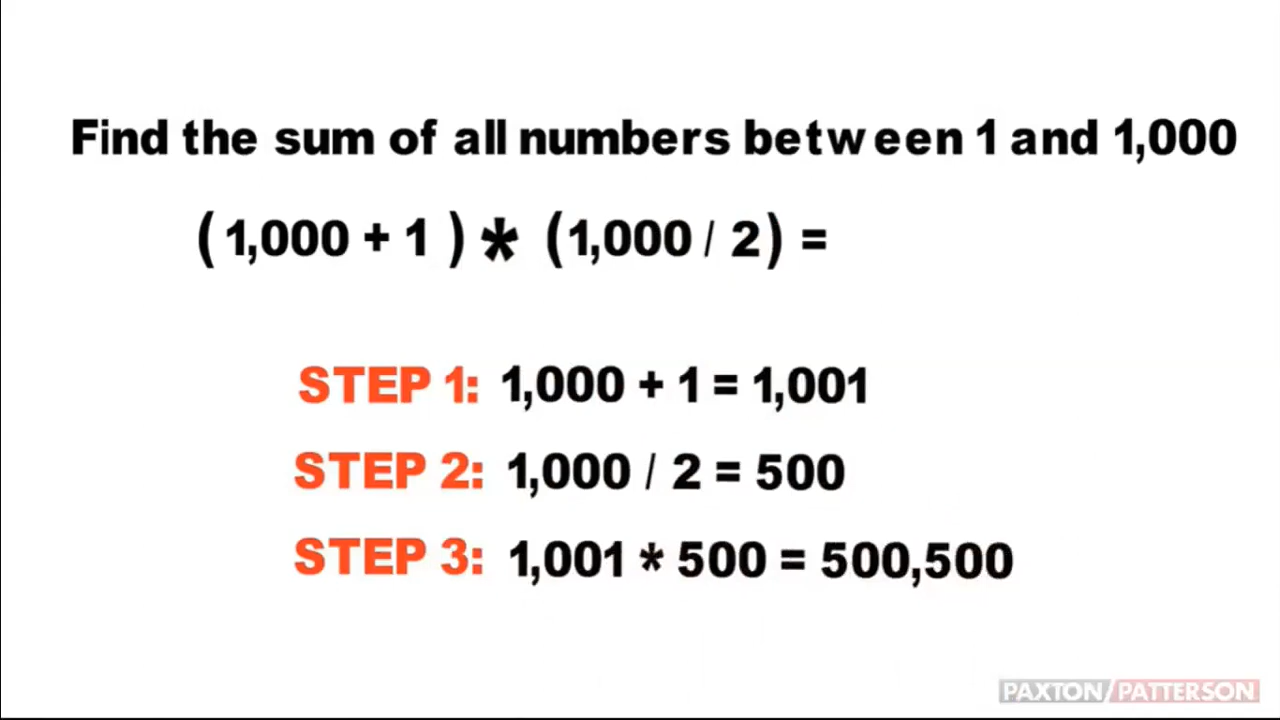 Find the sum of all numbers between 1 and 1,000
(1,000 + 1) * (1,000 / 2) =
STEP 1: 1,000 + 1 = 1,001
STEP 2: 1,000 / 2 = 500
STEP 3: 1,001 * 500 = 500,500
PAXTON/PATTERSON